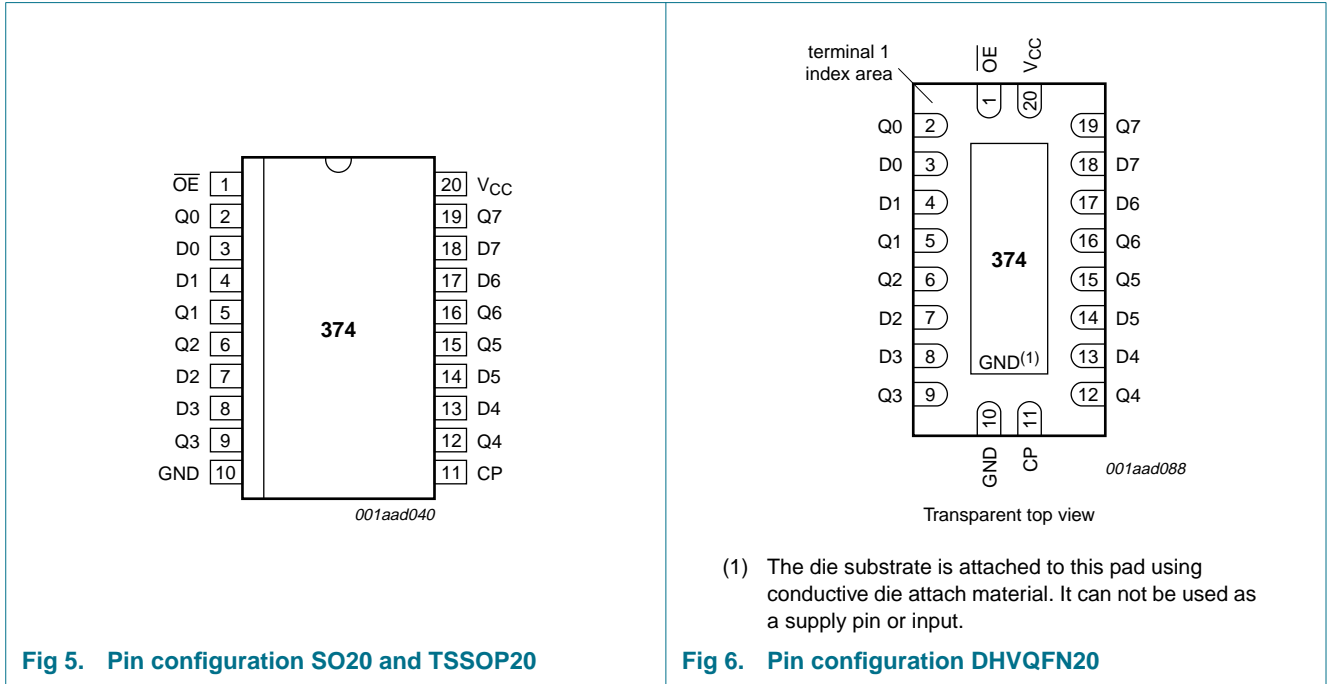 OE 1
Q0 2
D0 3
D1 4
Q1 5
Q2 6
D2 7
D3 8
Q3 9
GND 10
374
20 VCC
19 Q7
18 D7
17 D6
16 Q6
15 Q5
14 D5
13 D4
12 Q4
11 CP
001aad040
Fig 5. Pin configuration SO20 and TSSOP20
terminal 1
index area
OE
VCC
1
20
Q0 2
D0 3
D1 4
Q1 5
Q2 6
D2 7
D3 8
Q3 9
374
GND(1)
19 Q7
18 D7
17 D6
16 Q6
15 Q5
14 D5
13 D4
12 Q4
10
11
GND
CP
001aad088
Transparent top view
(1) The die substrate is attached to this pad using
conductive die attach material. It can not be used as
a supply pin or input.
Fig 6. Pin configuration DHVQFN20